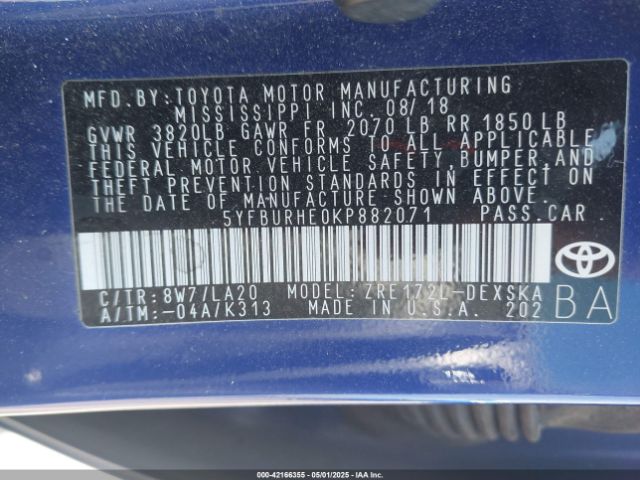 MFD.BY:TOYOTA MOTOR MANUFACTURING
MISSISSIPPI INC. 08/18
GVWR 3820LB GAWR FR 2070 LB RR 1850 LB
THIS VEHICLE CONFORMS TO ALL APPLICABLE
FEDERAL MOTOR VEHICLE SAFETY, BUMPER, AND
THEFT PREVENTION STANDARDS IN EFFECT ON
THE DATE OF MANUFACTURE SHOWN ABOVE.
5YFBURHE0KP882071 PASS.CAR
C/TR:8W7/LA20 MODEL:ZRE172L-DEXSKA
A/TM:-04A/K313 MADE IN U.S.A. 202
BA
000-42166355 - 05/01/2025 - IAAI.COM